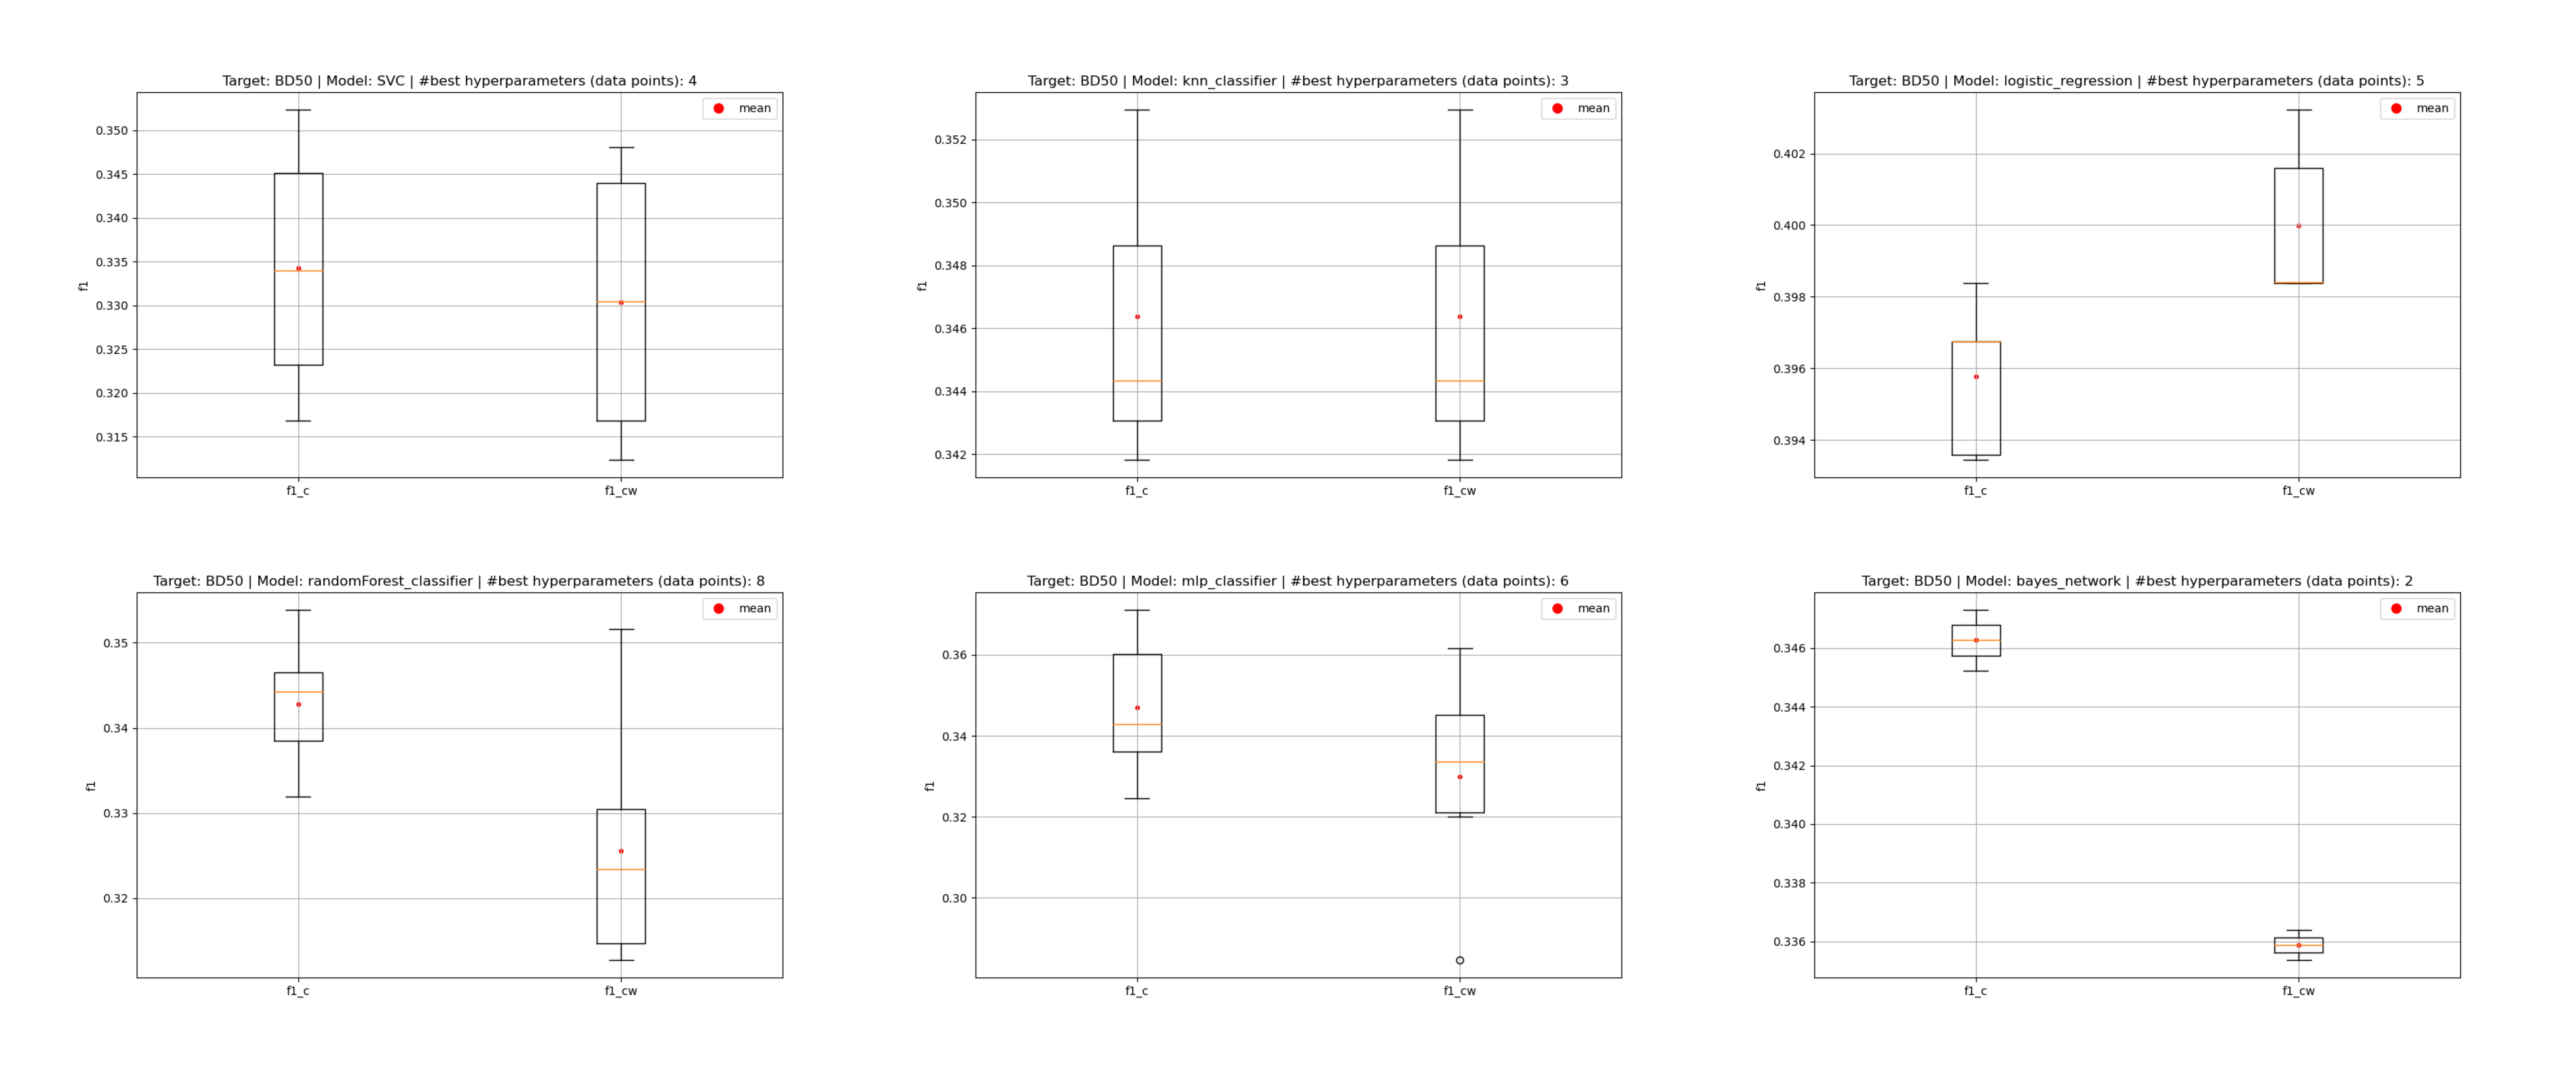 Target: BD50 | Model: SVC | #best hyperparameters (data points): 4
mean
0.350
0.345
0.340
0.335
0.330
0.325
0.320
0.315
f1
f1_c
f1_cw
Target: BD50 | Model: knn_classifier | #best hyperparameters (data points): 3
mean
0.352
0.350
0.348
0.346
0.344
0.342
f1
f1_c
f1_cw
Target: BD50 | Model: logistic_regression | #best hyperparameters (data points): 5
mean
0.402
0.400
0.398
0.396
0.394
f1
f1_c
f1_cw
Target: BD50 | Model: randomForest_classifier | #best hyperparameters (data points): 8
mean
0.35
0.34
0.33
0.32
f1
f1_c
f1_cw
Target: BD50 | Model: mlp_classifier | #best hyperparameters (data points): 6
mean
0.36
0.34
0.32
0.30
f1
f1_c
f1_cw
Target: BD50 | Model: bayes_network | #best hyperparameters (data points): 2
mean
0.346
0.344
0.342
0.340
0.338
0.336
f1
f1_c
f1_cw